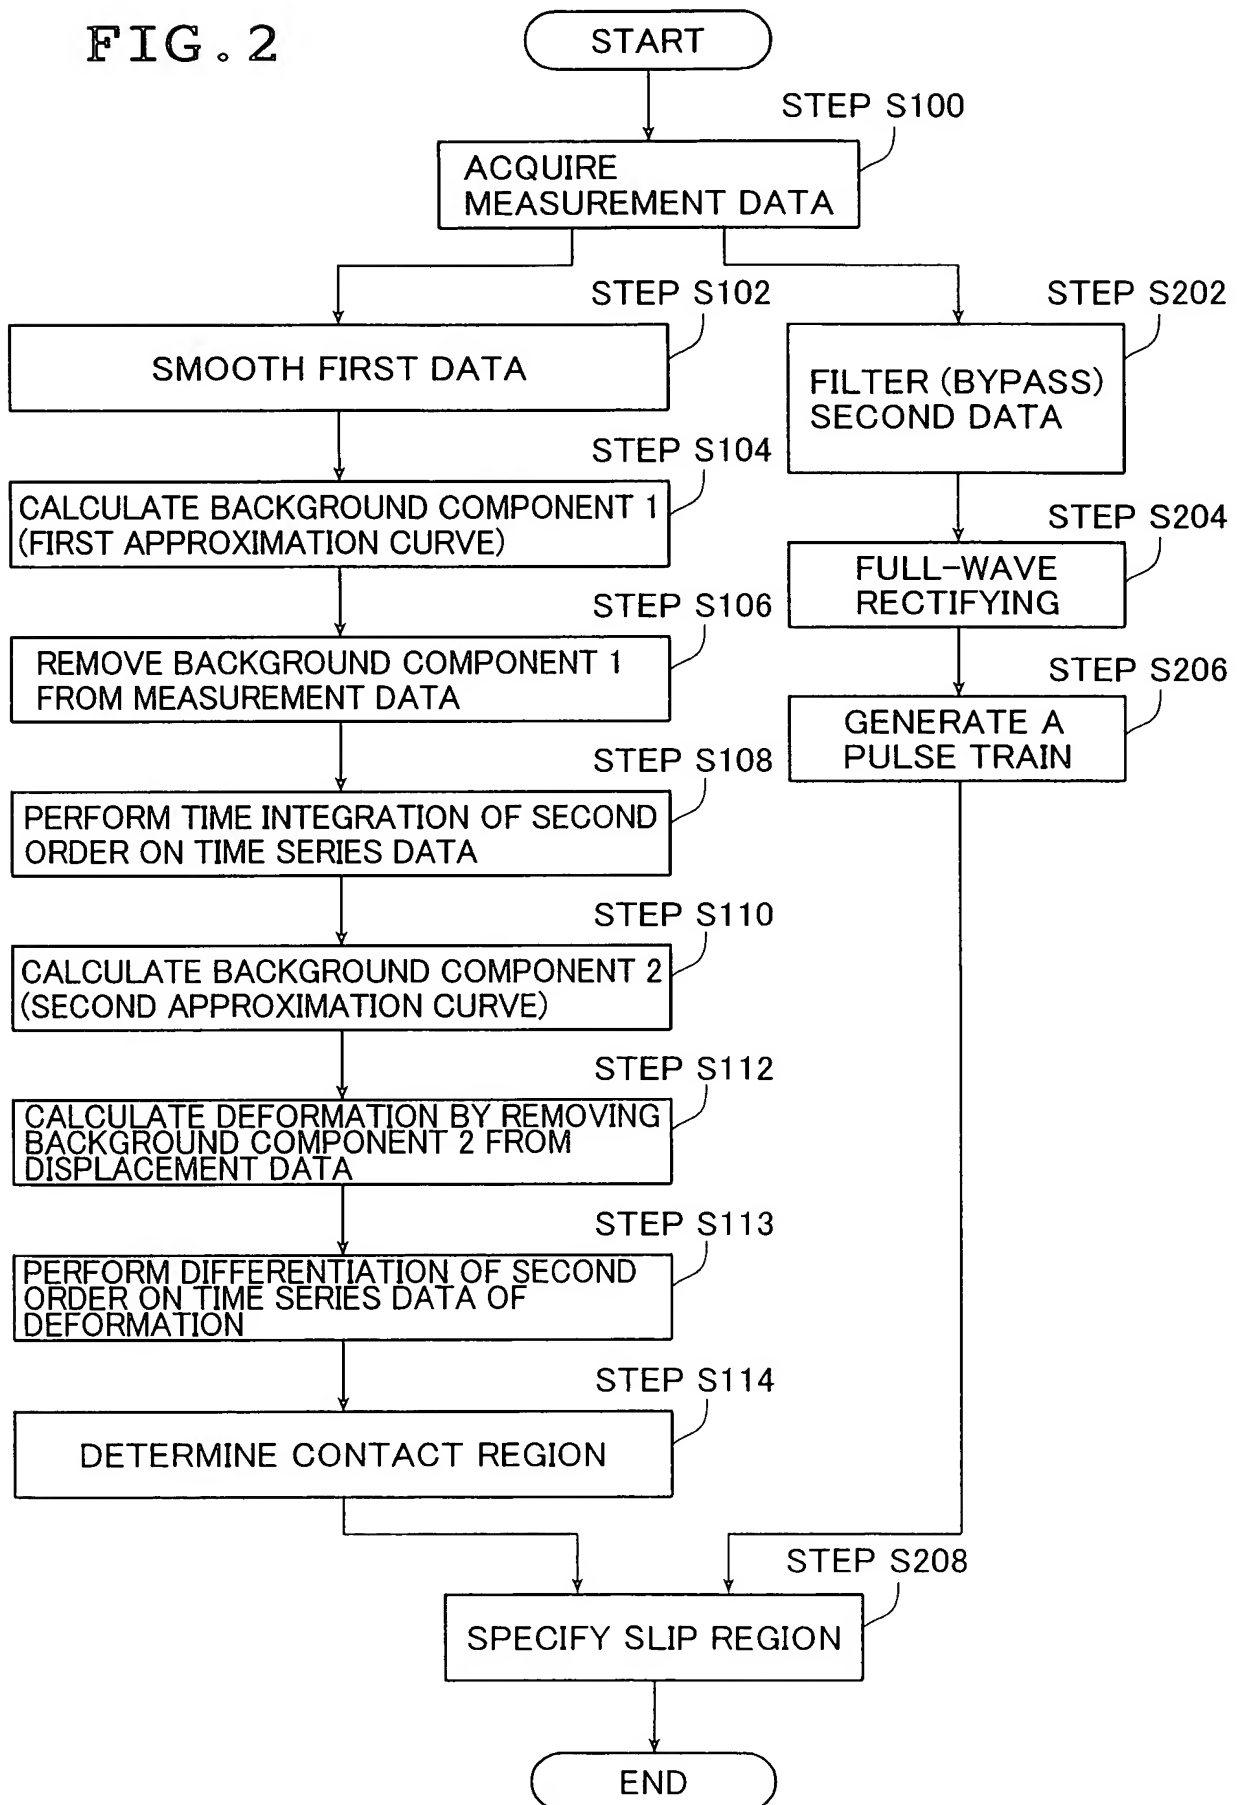 FIG. 2
START
STEP S100
ACQUIRE
MEASUREMENT DATA
STEP S102
SMOOTH FIRST DATA
STEP S104
CALCULATE BACKGROUND COMPONENT 1
(FIRST APPROXIMATION CURVE)
STEP S106
REMOVE BACKGROUND COMPONENT 1
FROM MEASUREMENT DATA
STEP S108
PERFORM TIME INTEGRATION OF SECOND
ORDER ON TIME SERIES DATA
STEP S110
CALCULATE BACKGROUND COMPONENT 2
(SECOND APPROXIMATION CURVE)
STEP S112
CALCULATE DEFORMATION BY REMOVING
BACKGROUND COMPONENT 2 FROM
DISPLACEMENT DATA
STEP S113
PERFORM DIFFERENTIATION OF SECOND
ORDER ON TIME SERIES DATA OF
DEFORMATION
STEP S114
DETERMINE CONTACT REGION
STEP S202
FILTER (BYPASS)
SECOND DATA
STEP S204
FULL-WAVE
RECTIFYING
STEP S206
GENERATE A
PULSE TRAIN
STEP S208
SPECIFY SLIP REGION
END